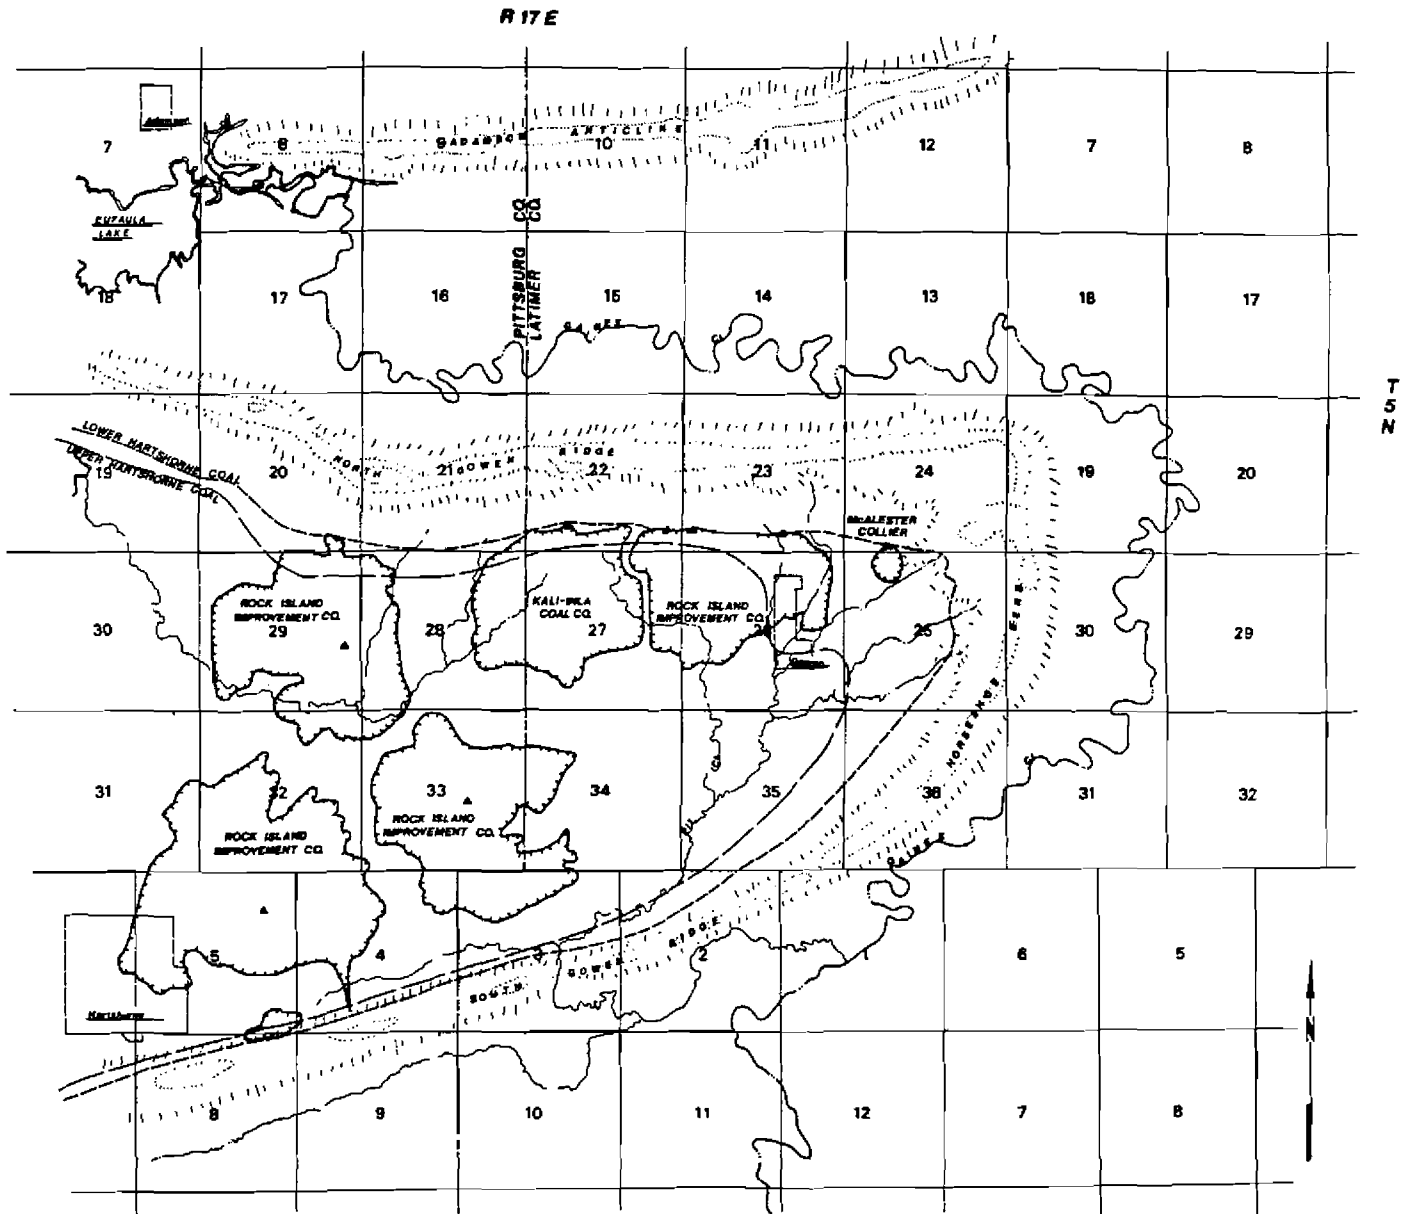 R 17 E
7
8
9
ADAMSON ANTICLINE
10
11
12
7
8
EUFAULA
LAKE
PITTSBURG CO.
LATIMER CO.
18
17
16
15
14
13
18
17
GAINES
T
5
N
LOWER HARTSHORNE COAL
UPPER HARTSHORNE COAL
19
20
NORTH
21
GOWEN
RIDGE
22
23
24
19
20
McALESTER
COLLIER
30
ROCK ISLAND
IMPROVEMENT CO.
29
28
KALI-INLA
COAL CO.
27
ROCK ISLAND
IMPROVEMENT CO.
26
25
30
29
Gowen
HORSESHOE
BEND
31
32
33
34
35
36
31
32
ROCK ISLAND
IMPROVEMENT CO.
ROCK ISLAND
IMPROVEMENT CO.
GAINES
5
4
3
SOUTH
GOWEN
RIDGE
2
1
6
5
Hartshorne
N
8
9
10
11
12
7
8